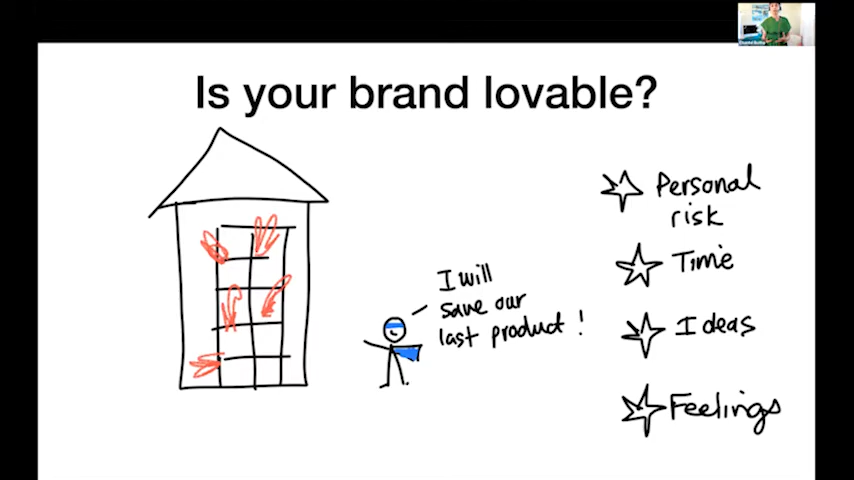 Is your brand lovable?
I will
save our
last product!
Personal
risk
Time
Ideas
Feelings